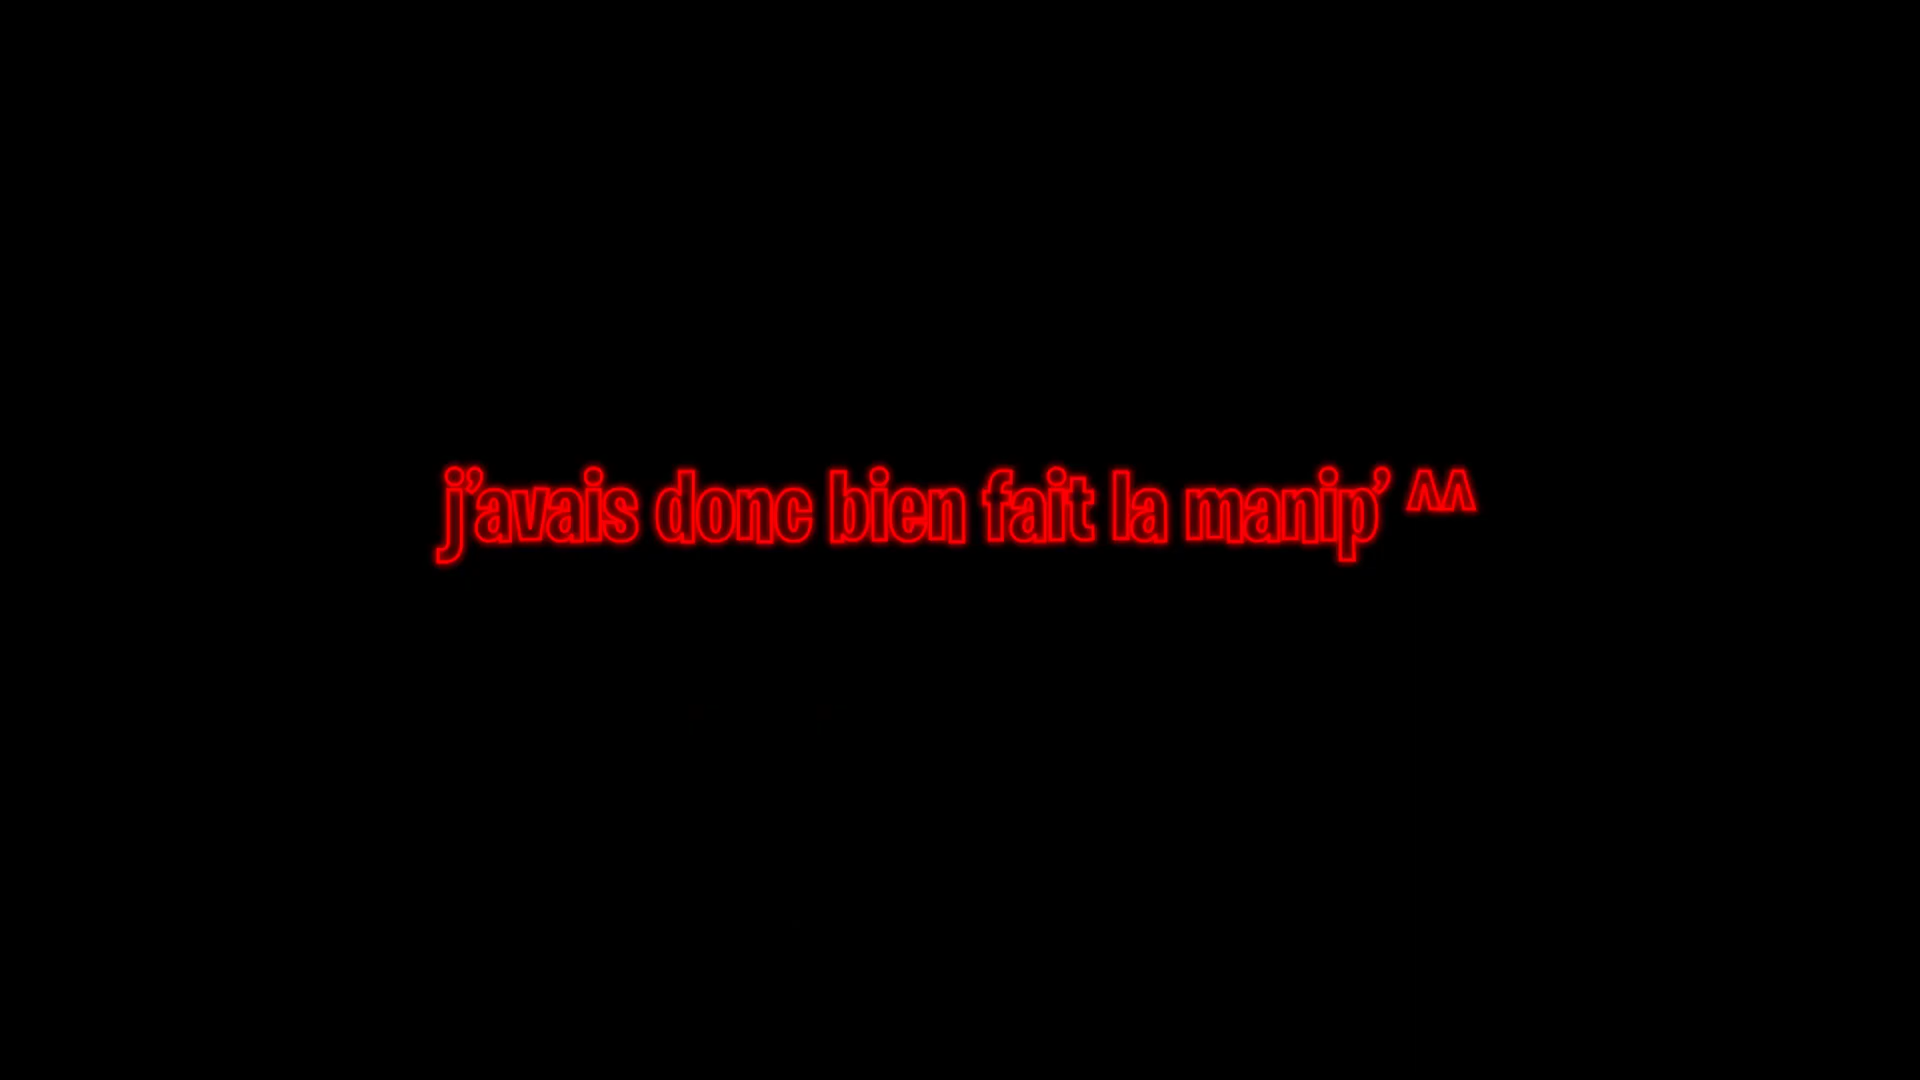 j’avais donc bien fait la manip’ ^^